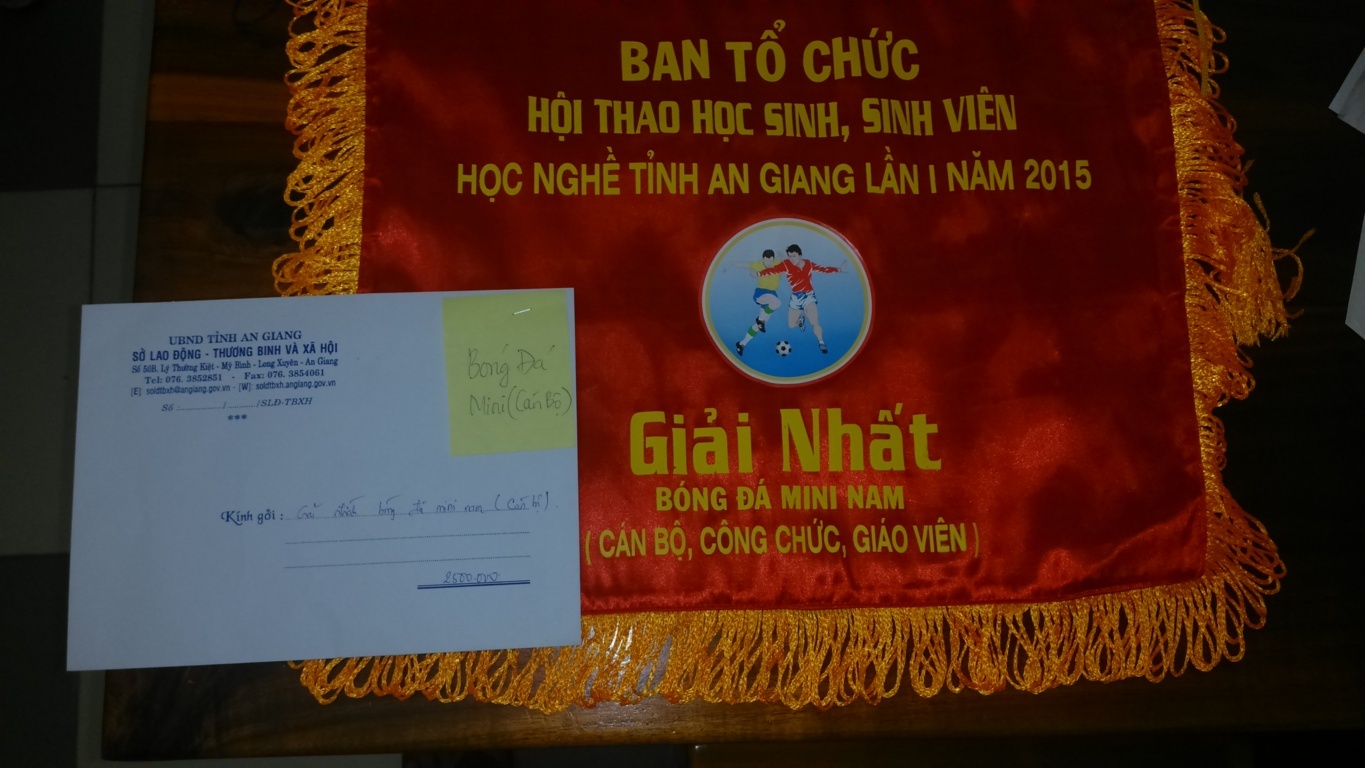 BAN TỔ CHỨC
HỘI THAO HỌC SINH, SINH VIÊN
HỌC NGHỀ TỈNH AN GIANG LẦN I NĂM 2015
Giải Nhất
BÓNG ĐÁ MINI NAM
( CÁN BỘ, CÔNG CHỨC, GIÁO VIÊN )
UBND TỈNH AN GIANG
SỞ LAO ĐỘNG - THƯƠNG BINH VÀ XÃ HỘI
Số 50B, Lý Thường Kiệt - Mỹ Bình - Long Xuyên - An Giang
Tel: 076. 3852851 - Fax: 076. 3854061
[E]: soldtbxh@angiang.gov.vn - [W]: soldtbxh.angiang.gov.vn
Số :............ / ......... /SLĐ-TBXH
***
Bóng Đá
Mini (Cán Bộ)
Kính gởi : Giải nhất bóng đá mini nam (Cán bộ).
2500.000